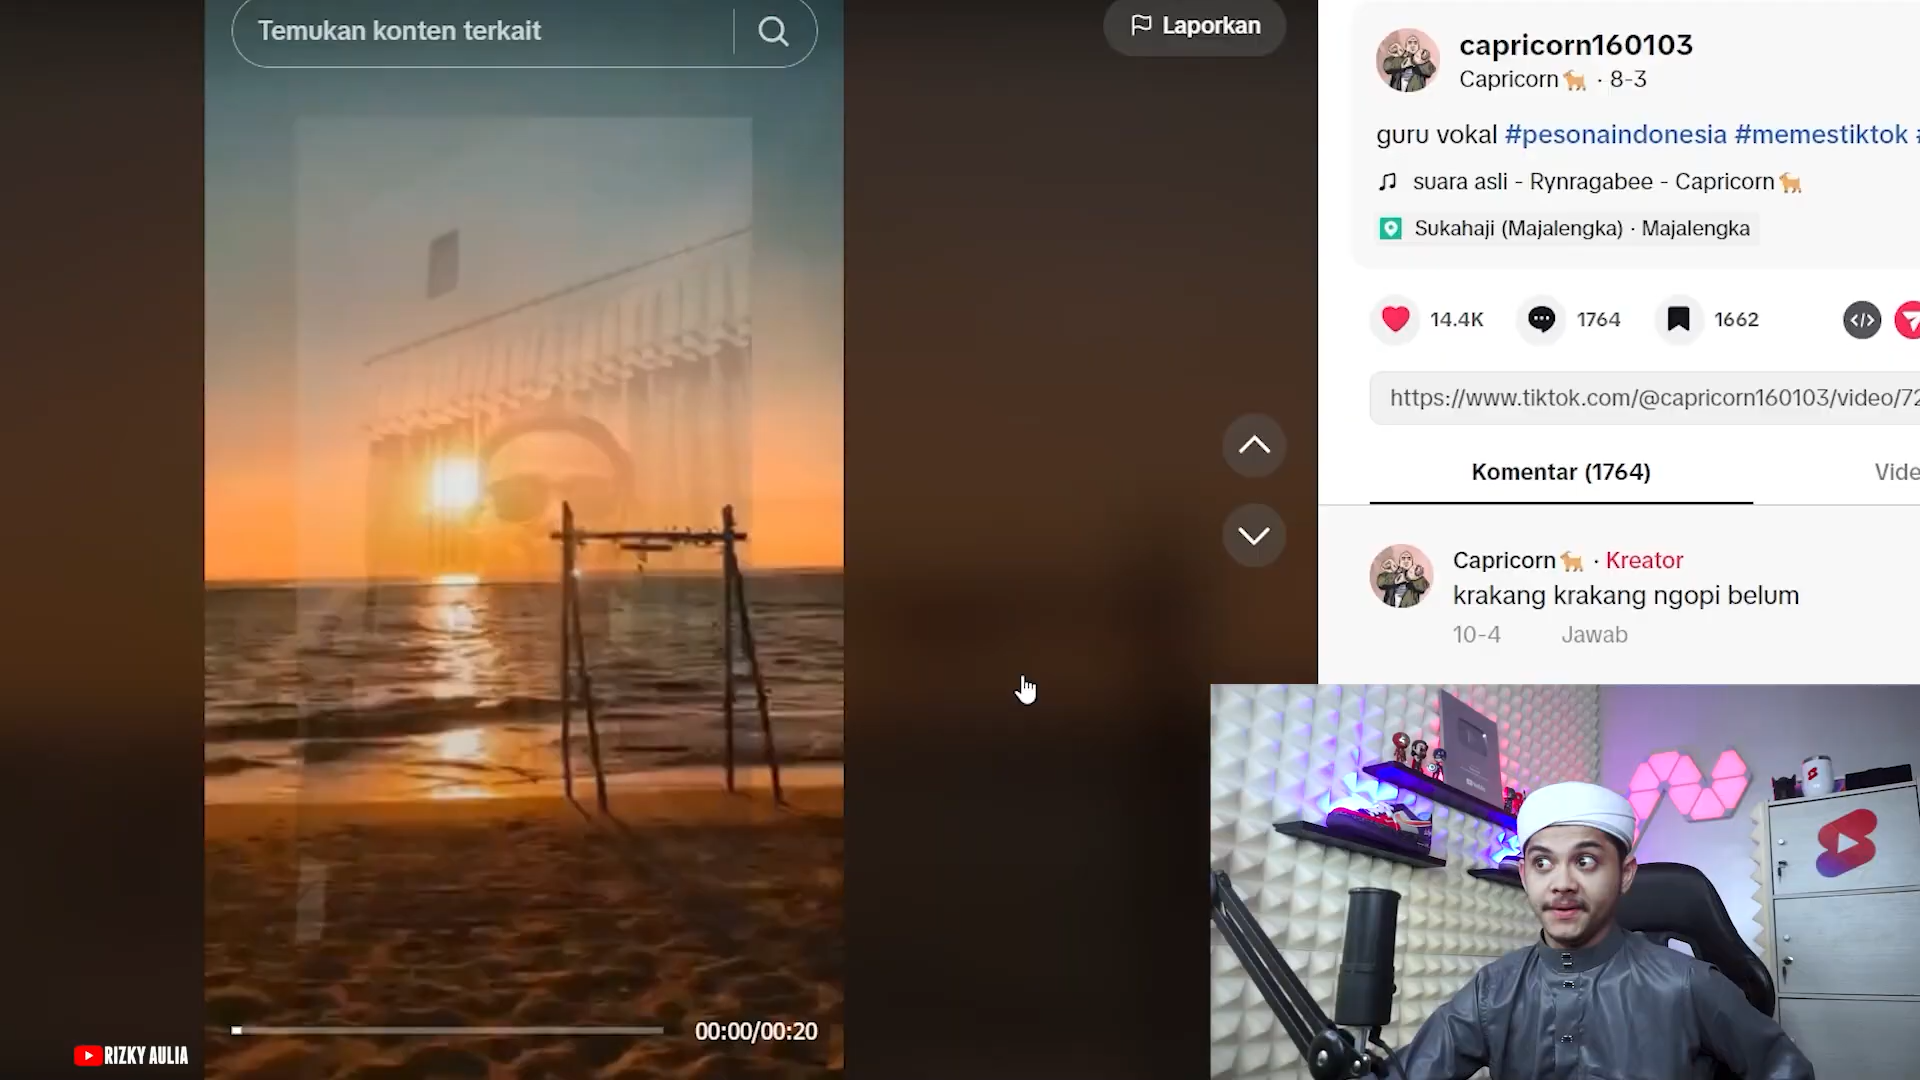 Temukan konten terkait
Laporkan
capricorn160103
Capricorn🐐 · 8-3
guru vokal #pesonaindonesia #memestiktok #
suara asli - Rynragabee - Capricorn🐐
Sukahaji (Majalengka) · Majalengka
14.4K
1764
1662
https://www.tiktok.com/@capricorn160103/video/72
Komentar (1764)
Vide
Capricorn🐐 · Kreator
krakang krakang ngopi belum
10-4
Jawab
00:00/00:20
RIZKY AULIA